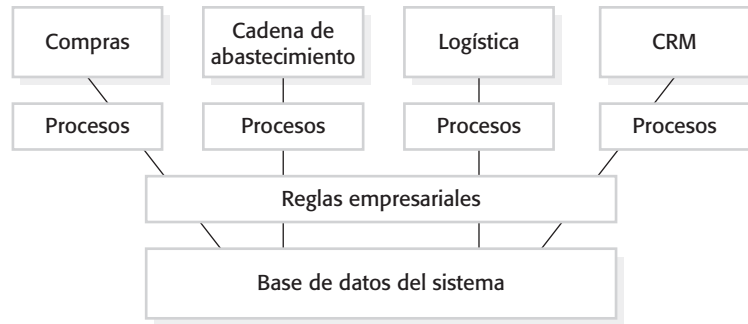 Compras
Cadena de
abastecimiento
Logística
CRM
Procesos
Procesos
Procesos
Procesos
Reglas empresariales
Base de datos del sistema